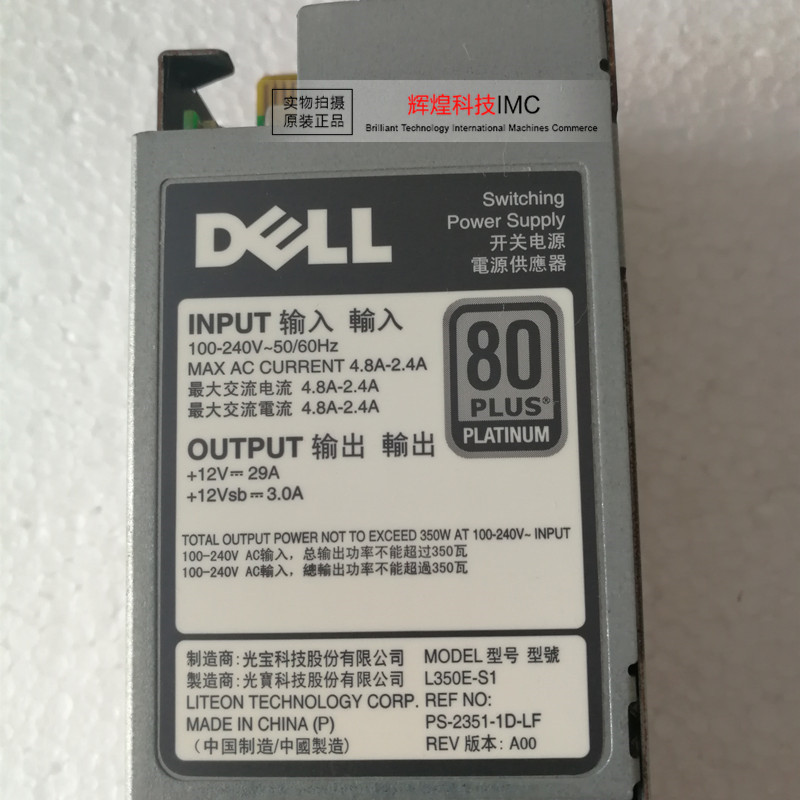 实物拍摄
原装正品
辉煌科技IMC
Brilliant Technology International Machines Commerce
DELL
Switching
Power Supply
开关电源
電源供應器
INPUT 输入 輸入
100-240V~50/60Hz
MAX AC CURRENT 4.8A-2.4A
最大交流电流 4.8A-2.4A
最大交流電流 4.8A-2.4A
80
PLUS®
PLATINUM
OUTPUT 输出 輸出
+12V⎓29A
+12Vsb⎓3.0A
TOTAL OUTPUT POWER NOT TO EXCEED 350W AT 100-240V~ INPUT
100-240V AC输入，总输出功率不能超过350瓦
100-240V AC輸入，總輸出功率不能超過350瓦
制造商:光宝科技股份有限公司
製造商:光寶科技股份有限公司
LITEON TECHNOLOGY CORP.
MADE IN CHINA (P)
（中国制造/中國製造）
MODEL 型号 型號
L350E-S1
REF NO:
PS-2351-1D-LF
REV 版本: A00